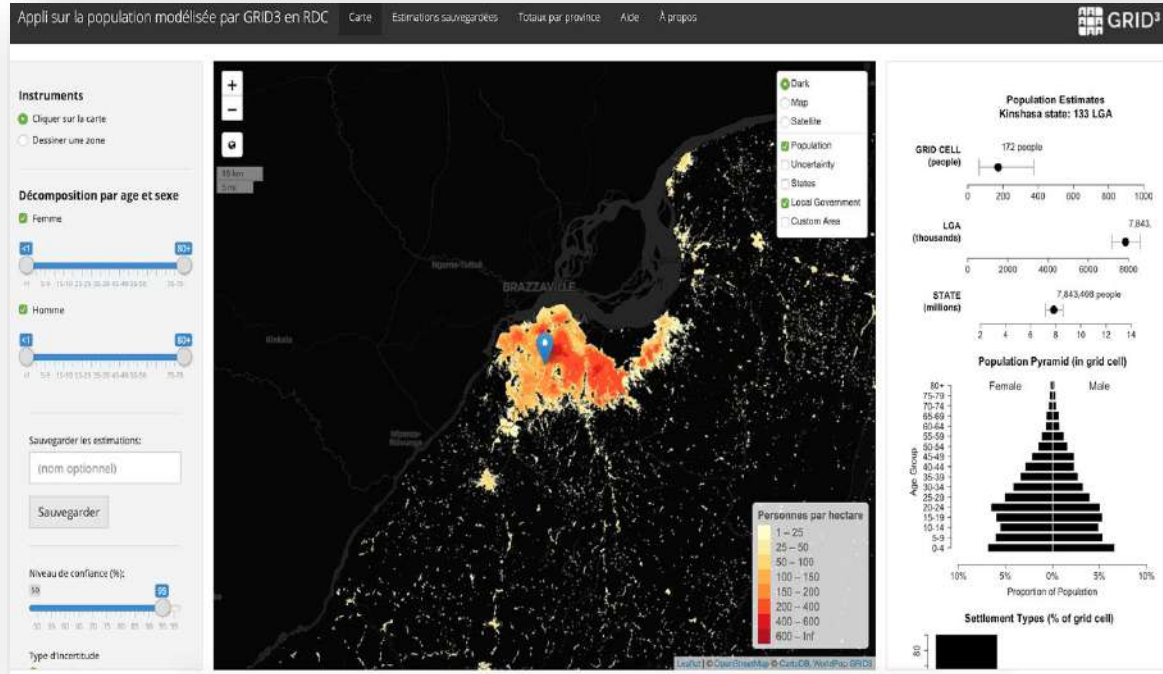 Appli sur la population modélisée par GRID3 en RDC
Carte
Estimations sauvegardées
Totaux par province
Aide
À propos
GRID³
Instruments
Cliquer sur la carte
Dessiner une zone
Décomposition par age et sexe
Femme
<1
80+
Homme
<1
80+
Sauvegarder les estimations:
(nom optionnel)
Sauvegarder
Niveau de confiance (%):
50
95
Type d'incertitude
+
−
Dark
Map
Satellite
Population
Uncertainty
States
Local Government
Custom Area
BRAZZAVILLE
Personnes par hectare
1 – 25
25 – 50
50 – 100
100 – 150
150 – 200
200 – 400
400 – 600
600 – Inf
Leaflet | © OpenStreetMap © CartoDB, WorldPop GRID3
Population Estimates
Kinshasa state: 133 LGA
GRID CELL
(people)
172 people
0 200 400 600 800 1000
LGA
(thousands)
7,843,
0 2000 4000 6000 8000
STATE
(millions)
7,843,498 people
2 4 6 8 10 12 14
Population Pyramid (in grid cell)
Female
Male
Age Group
80+
75-79
70-74
65-69
60-64
55-59
50-54
45-49
40-44
35-39
30-34
25-29
20-24
15-19
10-14
5-9
0-4
10% 5% 0% 5% 10%
Proportion of Population
Settlement Types (% of grid cell)
80